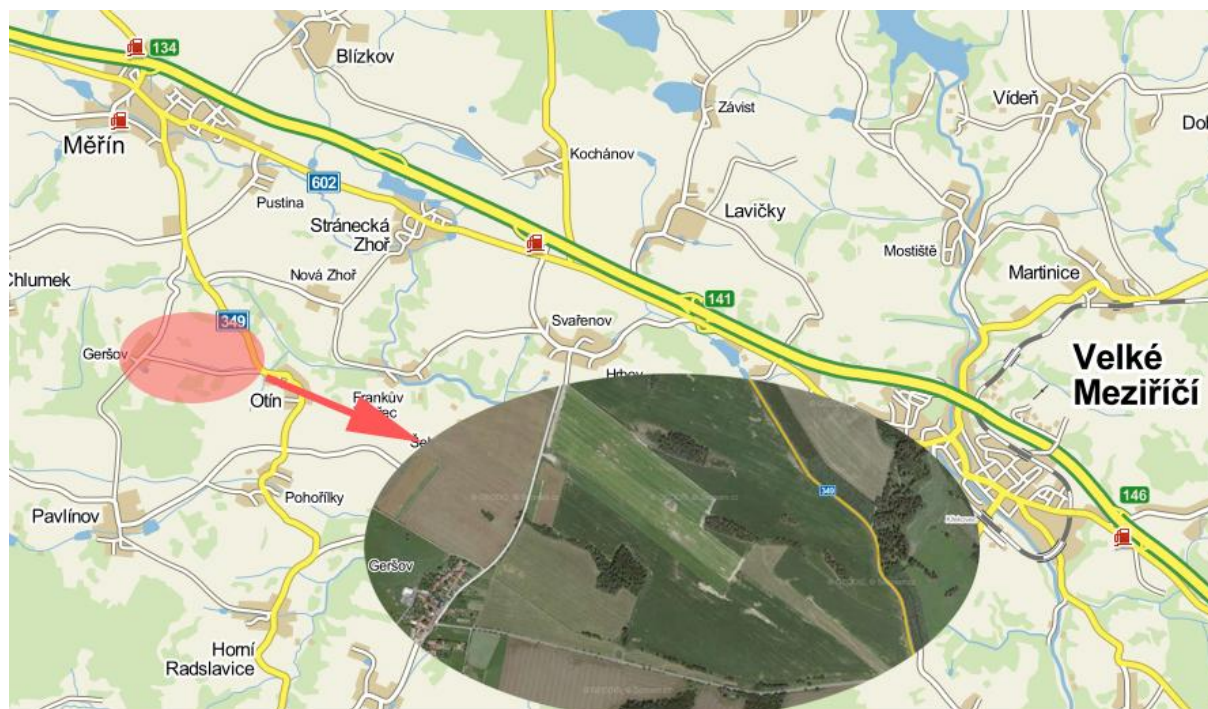 134
Blízkov
Měřín
Závist
Vídeň
Kochánov
602
Pustina
Stránecká
Zhoř
Lavičky
Mostiště
Martinice
Chlumek
Nová Zhoř
141
349
Svařenov
Geršov
Velké
Meziříčí
Otín
Hrbov
Frankův
Pohořílky
349
146
Pavlínov
Geršov
Horní
Radslavice